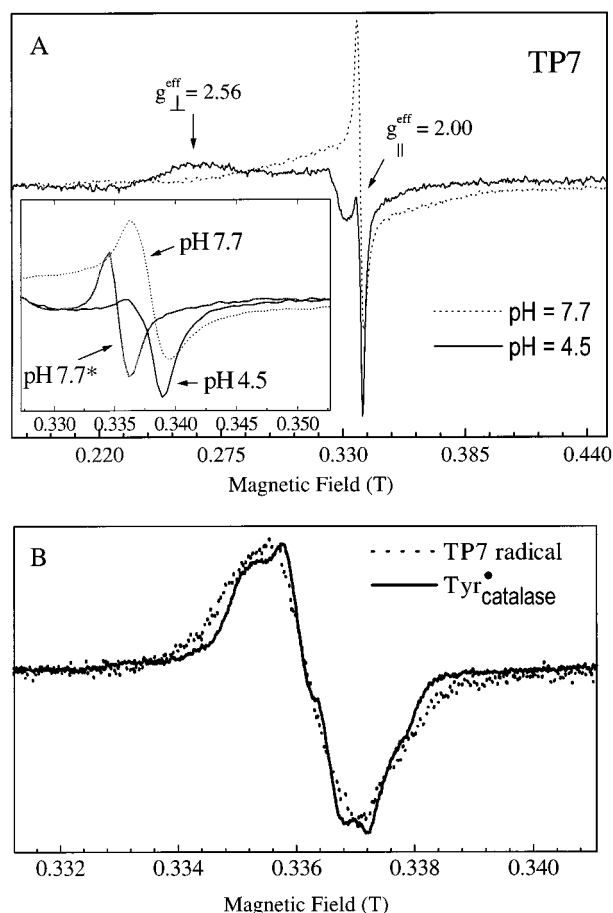 A
TP7
g⊥eff = 2.56
g∥eff = 2.00
pH 7.7
pH 7.7*
pH 4.5
0.330 0.335 0.340 0.345 0.350
pH = 7.7
pH = 4.5
0.220 0.275 0.330 0.385 0.440
Magnetic Field (T)
B
TP7 radical
Tyr•catalase
0.332 0.334 0.336 0.338 0.340
Magnetic Field (T)